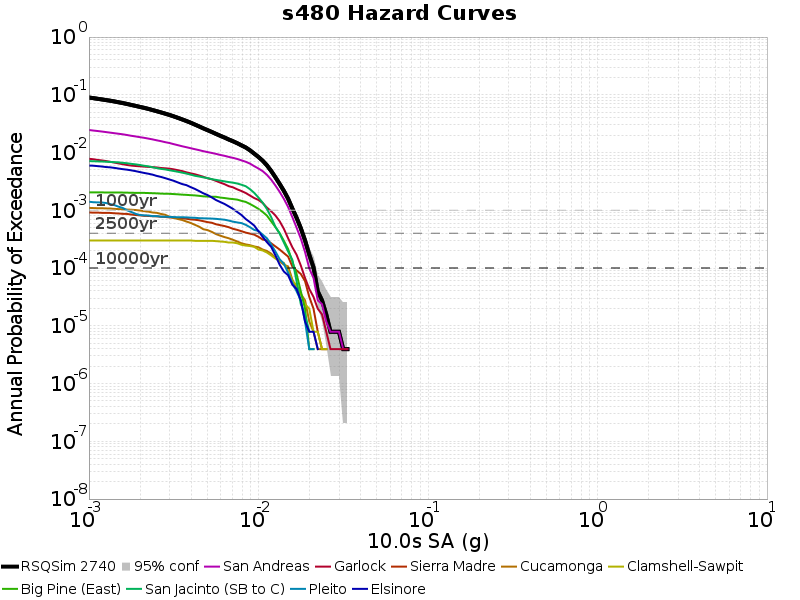 s480 Hazard Curves
Annual Probability of Exceedance
10^0
10^-1
10^-2
10^-3
10^-4
10^-5
10^-6
10^-7
10^-8
1000yr
2500yr
10000yr
10^-3 10^-2 10^-1 10^0 10^1
10.0s SA (g)
RSQSim 2740 95% conf San Andreas Garlock Sierra Madre Cucamonga Clamshell-Sawpit
Big Pine (East) San Jacinto (SB to C) Pleito Elsinore